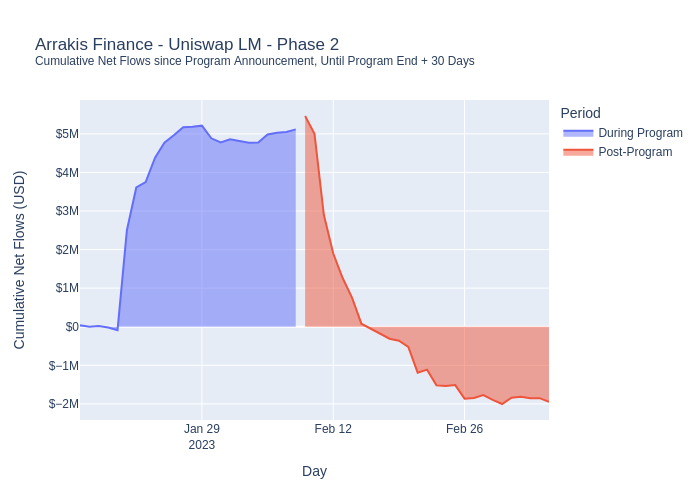 Arrakis Finance - Uniswap LM - Phase 2
Cumulative Net Flows since Program Announcement, Until Program End + 30 Days
Period
During Program
Post-Program
Cumulative Net Flows (USD)
$5M
$4M
$3M
$2M
$1M
$0
−$1M
−$2M
Jan 29
2023
Feb 12
Feb 26
Day